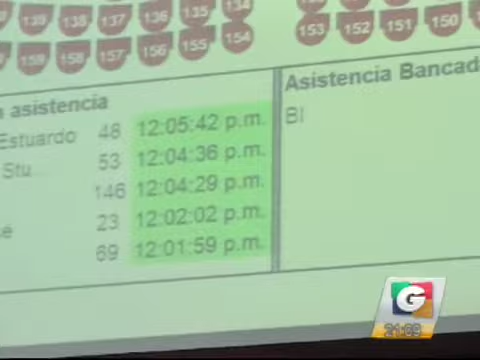 139 138 137 136 135 134
159 158 157 156 155 154
153 152 151 150
asistencia
Estuardo 48 12:05:42 p.m.
Stu... 53 12:04:36 p.m.
146 12:04:29 p.m.
23 12:02:02 p.m.
69 12:01:59 p.m.
Asistencia Bancad
BI
G